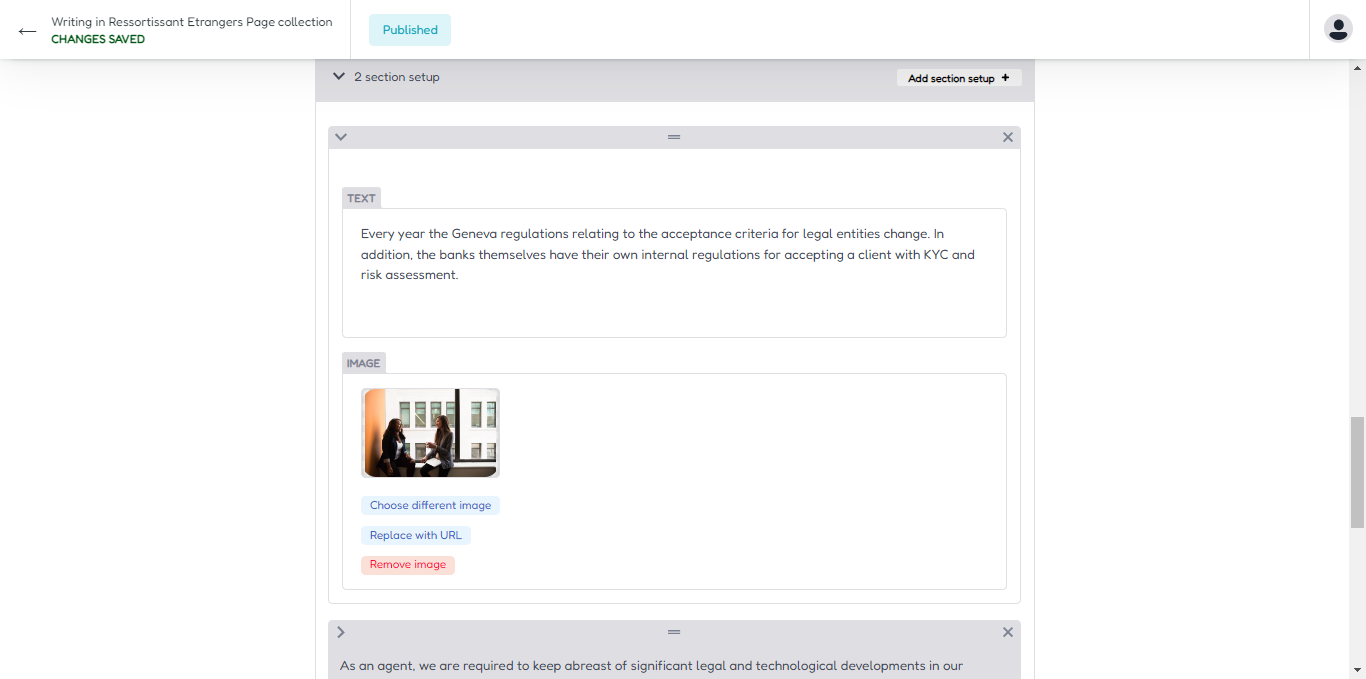 Writing in Ressortissant Etrangers Page collection
CHANGES SAVED
Published
2 section setup
Add section setup +
TEXT
Every year the Geneva regulations relating to the acceptance criteria for legal entities change. In
addition, the banks themselves have their own internal regulations for accepting a client with KYC and
risk assessment.
IMAGE
Choose different image
Replace with URL
Remove image
As an agent, we are required to keep abreast of significant legal and technological developments in our